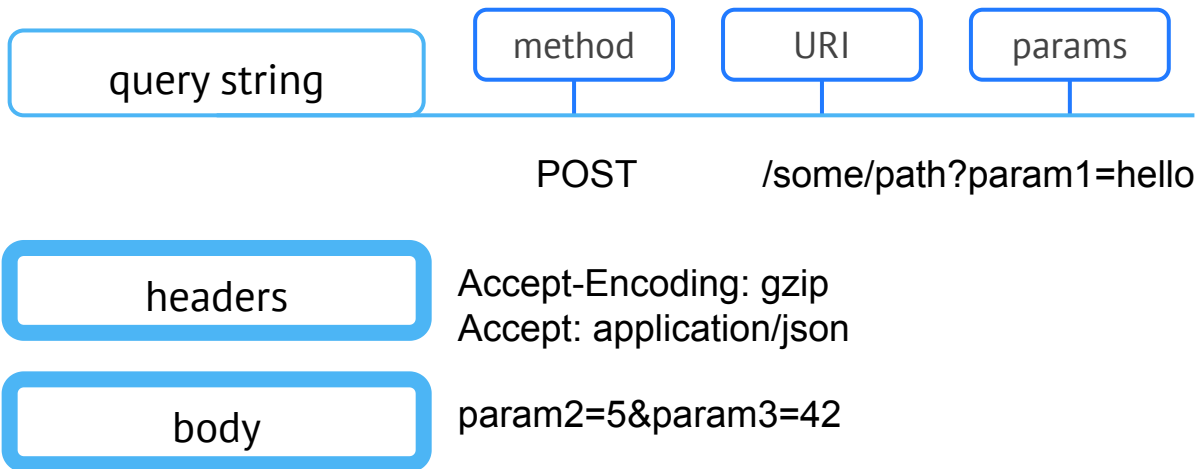 method URI params
query string
POST /some/path?param1=hello
headers
Accept-Encoding: gzip
Accept: application/json
body
param2=5&param3=42